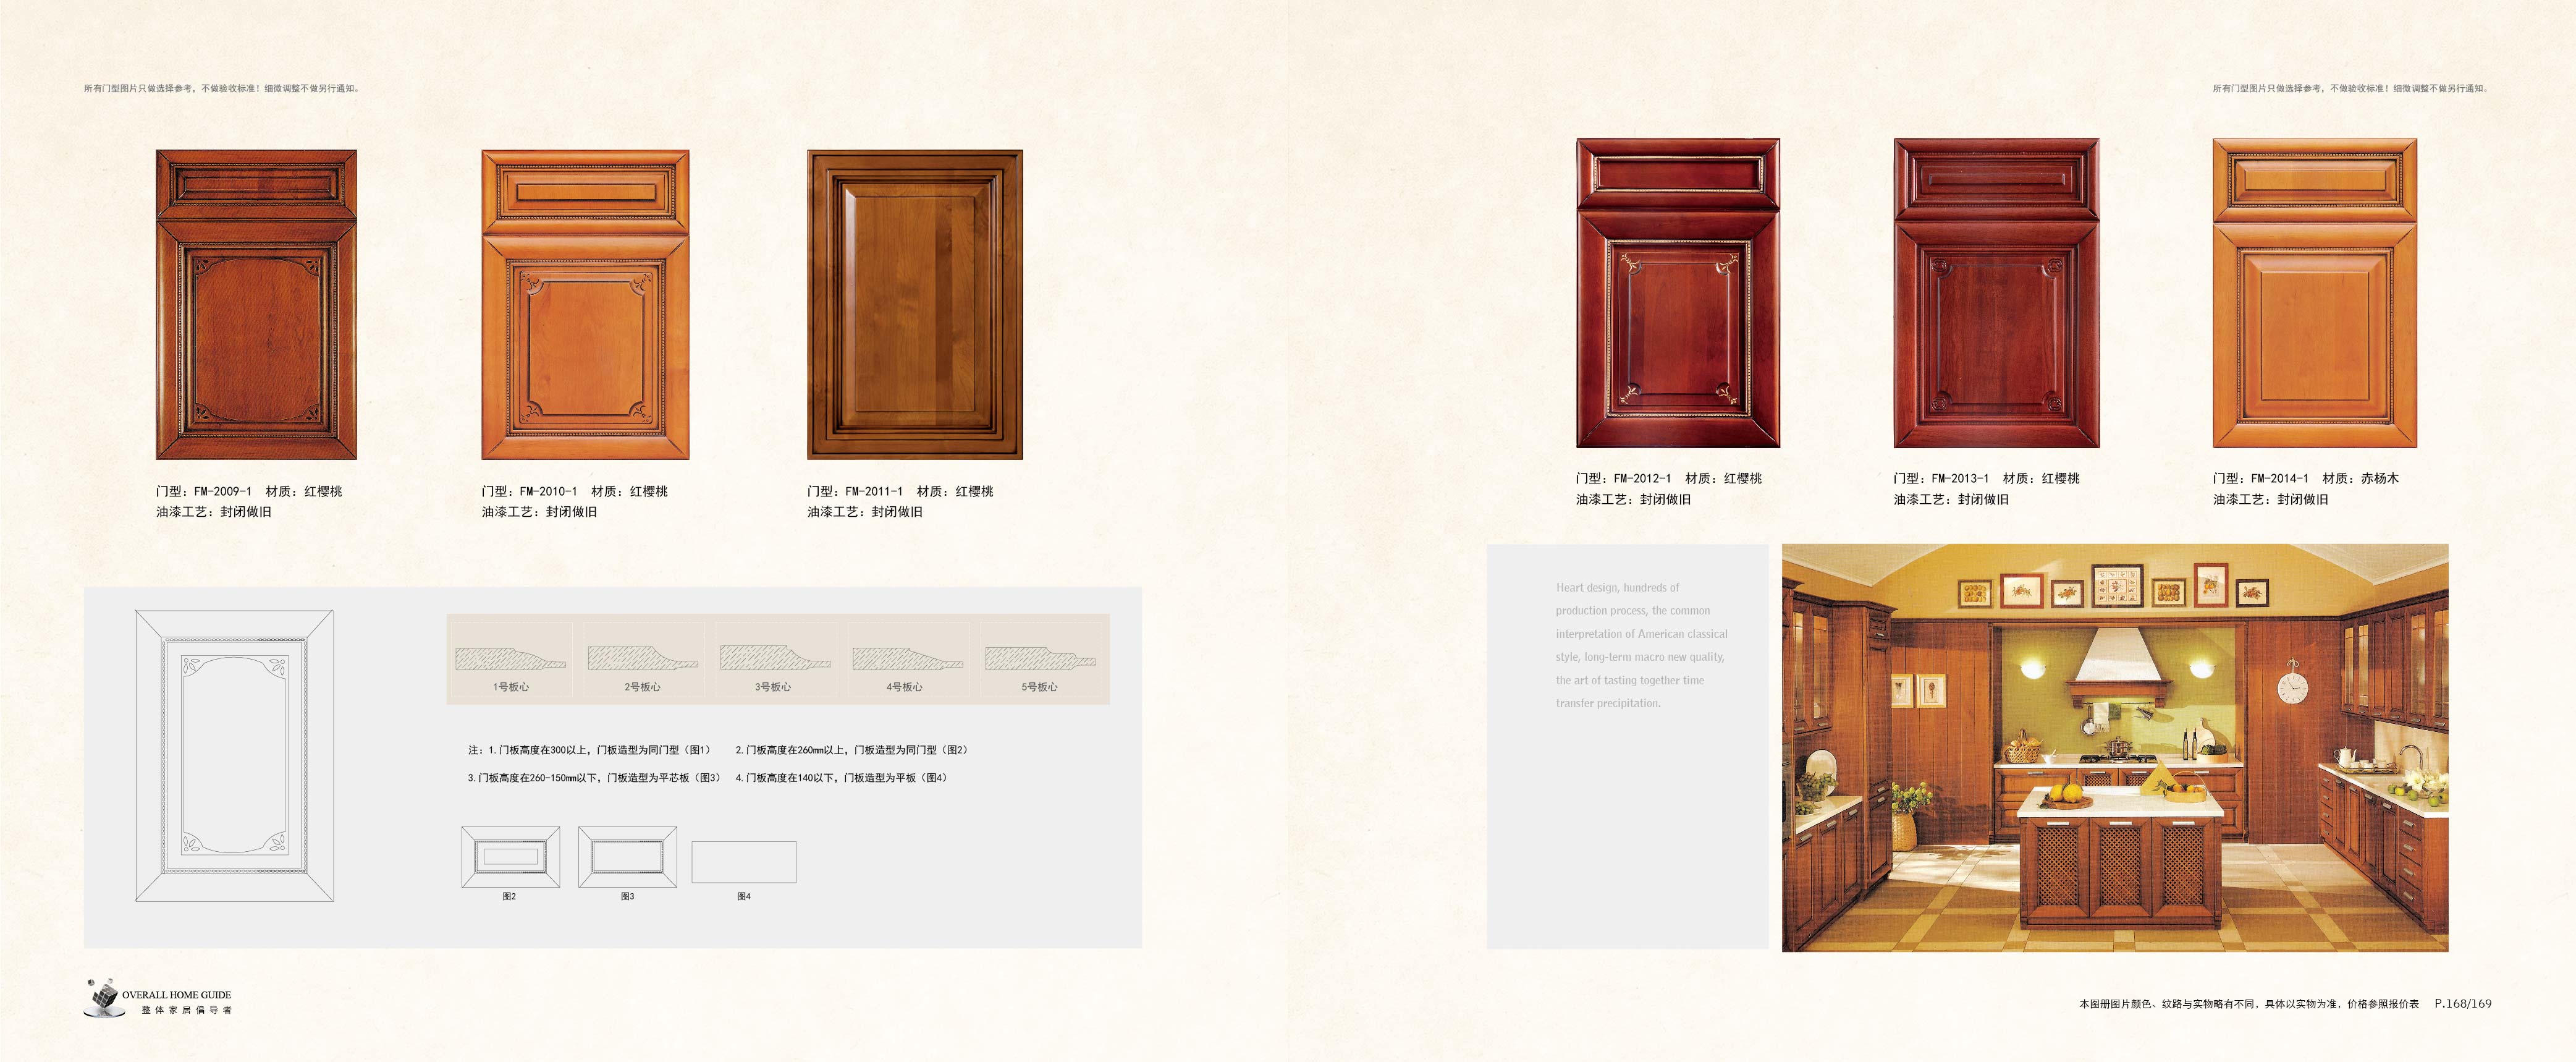 所有门型图片只做选择参考，不做验收标准！细微调整不做另行通知。
门型：FM-2009-1 材质：红樱桃
油漆工艺：封闭做旧
门型：FM-2010-1 材质：红樱桃
油漆工艺：封闭做旧
门型：FM-2011-1 材质：红樱桃
油漆工艺：封闭做旧
1号板心
2号板心
3号板心
4号板心
5号板心
注：1.门板高度在300以上，门板造型为同门型（图1） 2.门板高度在260mm以上，门板造型为同门型（图2）
3.门板高度在260-150mm以下，门板造型为平芯板（图3） 4.门板高度在140以下，门板造型为平板（图4）
图2
图3
图4
OVERALL HOME GUIDE
整体家居倡导者
所有门型图片只做选择参考，不做验收标准！细微调整不做另行通知。
门型：FM-2012-1 材质：红樱桃
油漆工艺：封闭做旧
门型：FM-2013-1 材质：红樱桃
油漆工艺：封闭做旧
门型：FM-2014-1 材质：赤杨木
油漆工艺：封闭做旧
Heart design, hundreds of
production process, the common
interpretation of American classical
style, long-term macro new quality,
the art of tasting together time
transfer precipitation.
本图册图片颜色、纹路与实物略有不同，具体以实物为准，价格参照报价表 P.168/169